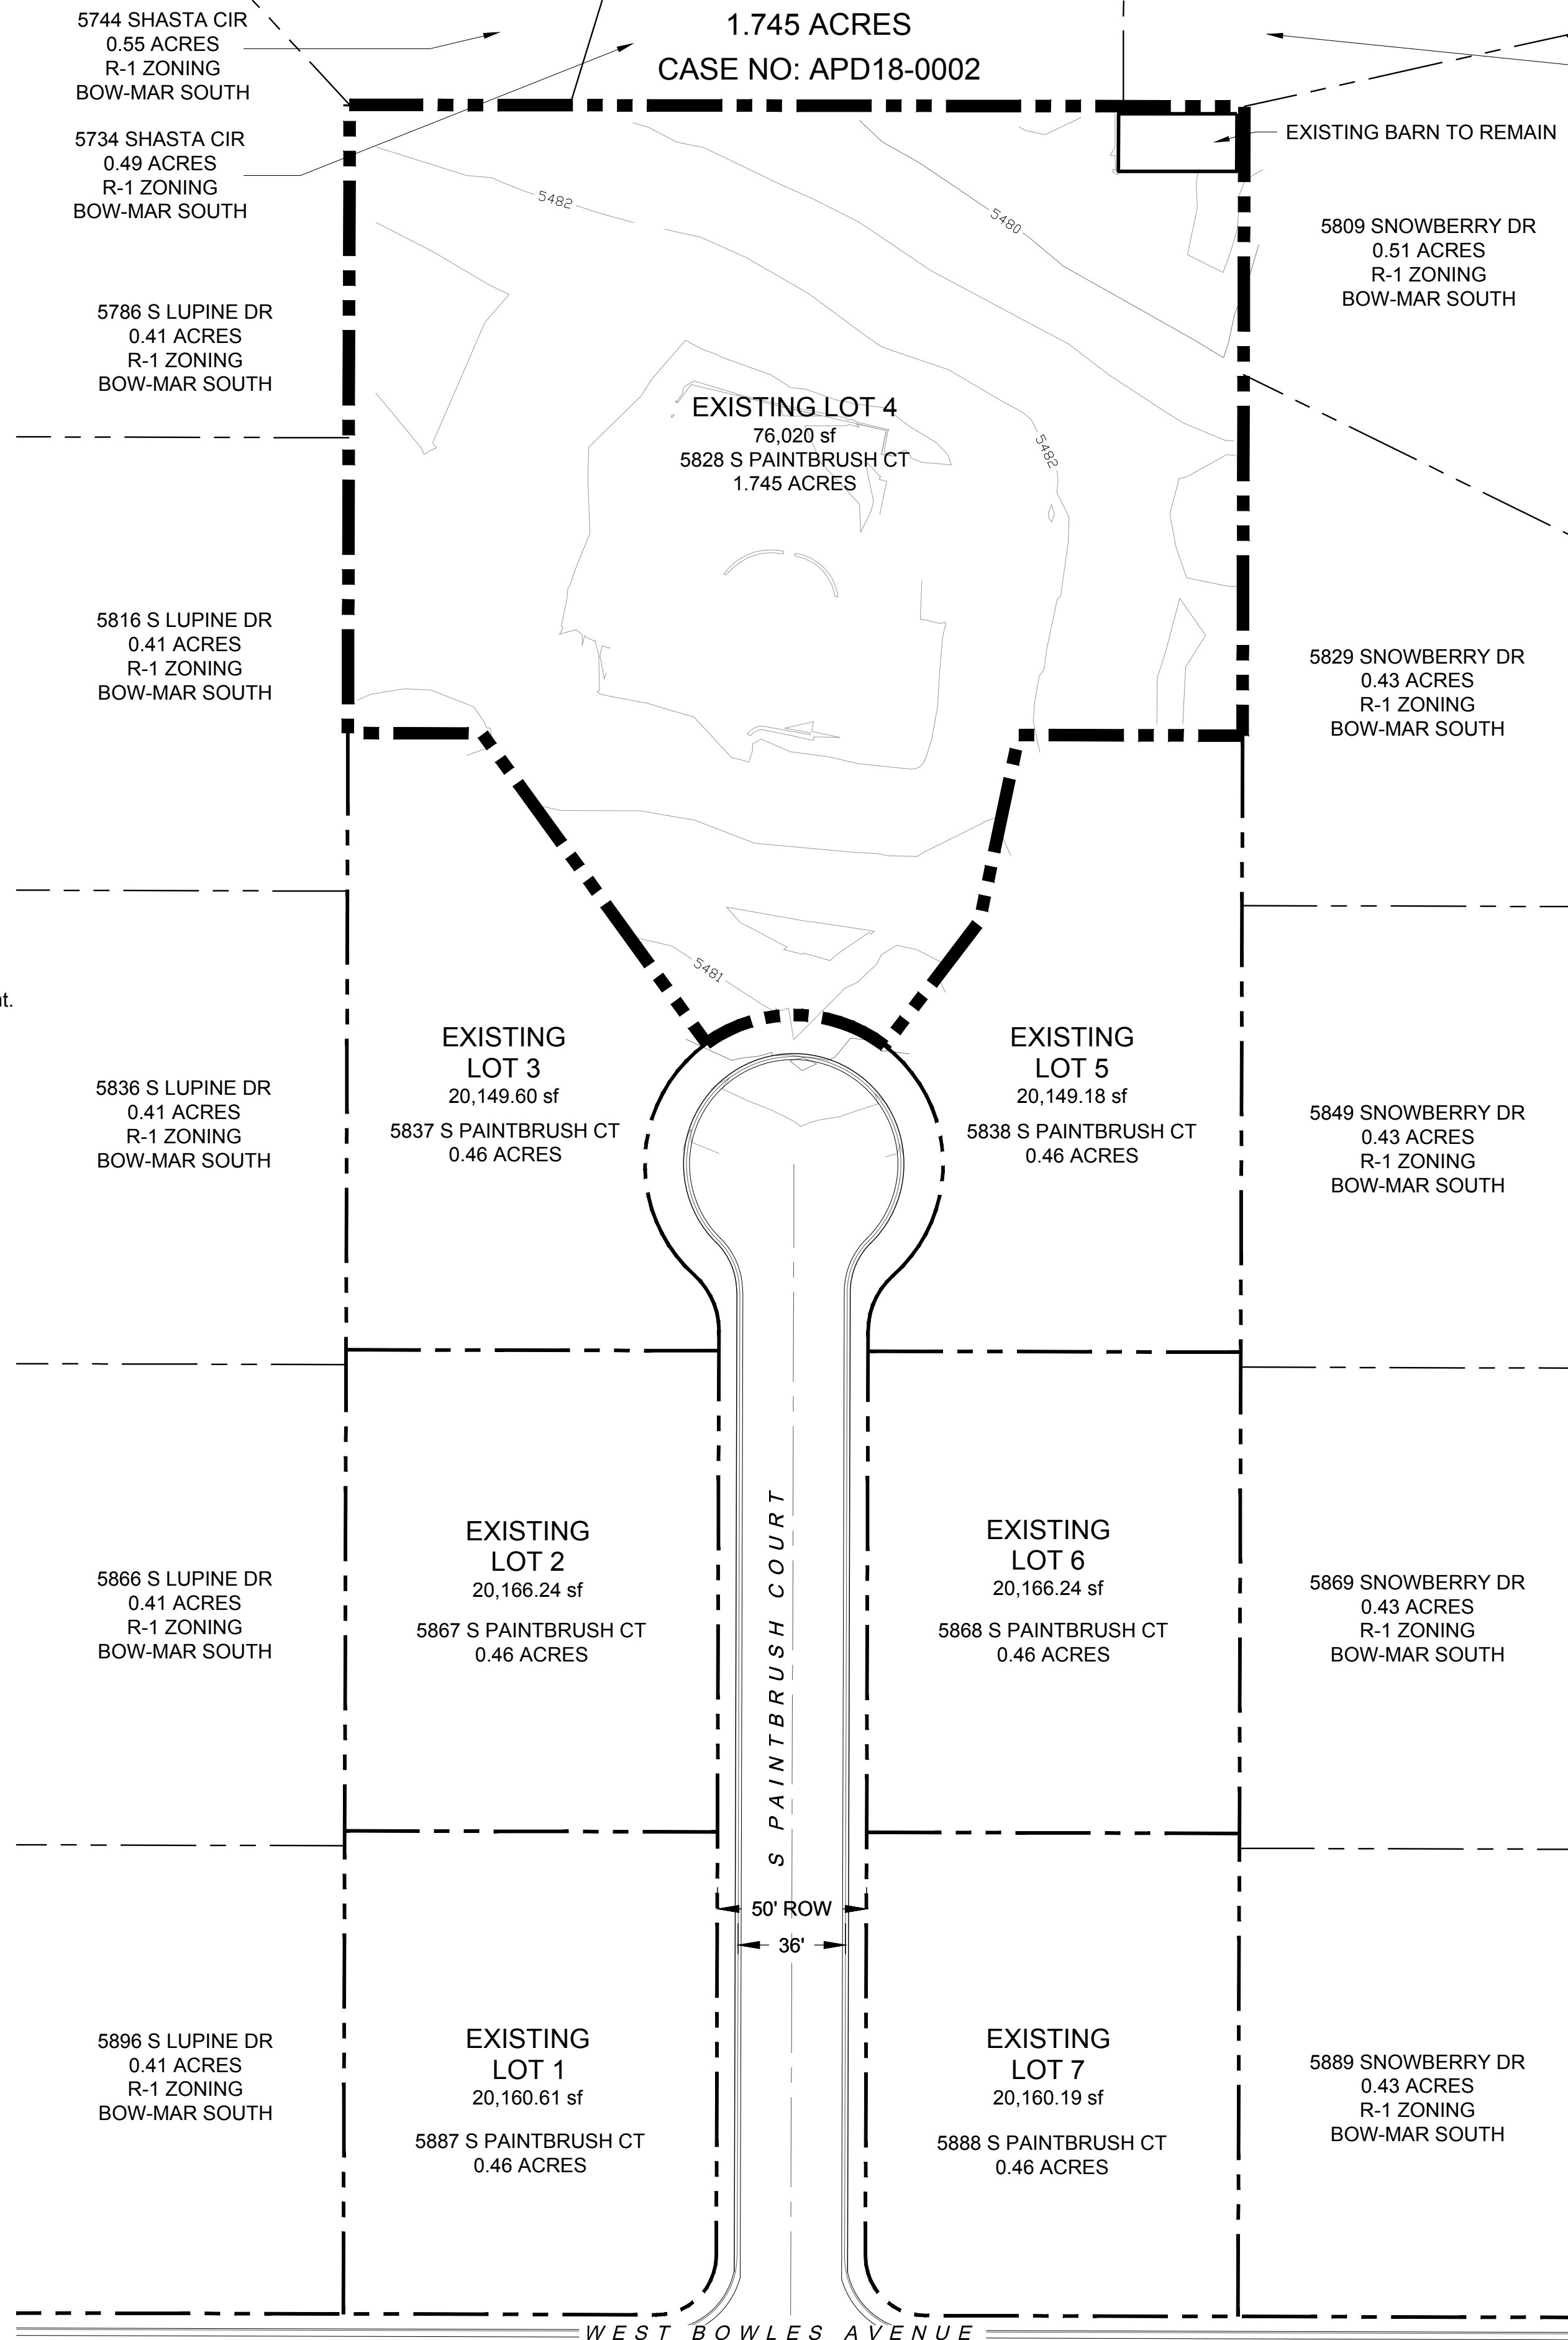 5744 SHASTA CIR
0.55 ACRES
R-1 ZONING
BOW-MAR SOUTH
1.745 ACRES
CASE NO: APD18-0002
5734 SHASTA CIR
0.49 ACRES
R-1 ZONING
BOW-MAR SOUTH
EXISTING BARN TO REMAIN
5482
5480
5809 SNOWBERRY DR
0.51 ACRES
R-1 ZONING
BOW-MAR SOUTH
5786 S LUPINE DR
0.41 ACRES
R-1 ZONING
BOW-MAR SOUTH
EXISTING LOT 4
76,020 sf
5828 S PAINTBRUSH CT
1.745 ACRES
5482
5816 S LUPINE DR
0.41 ACRES
R-1 ZONING
BOW-MAR SOUTH
5829 SNOWBERRY DR
0.43 ACRES
R-1 ZONING
BOW-MAR SOUTH
5481
EXISTING
LOT 3
20,149.60 sf
5837 S PAINTBRUSH CT
0.46 ACRES
EXISTING
LOT 5
20,149.18 sf
5838 S PAINTBRUSH CT
0.46 ACRES
5836 S LUPINE DR
0.41 ACRES
R-1 ZONING
BOW-MAR SOUTH
5849 SNOWBERRY DR
0.43 ACRES
R-1 ZONING
BOW-MAR SOUTH
5866 S LUPINE DR
0.41 ACRES
R-1 ZONING
BOW-MAR SOUTH
EXISTING
LOT 2
20,166.24 sf
5867 S PAINTBRUSH CT
0.46 ACRES
S PAINTBRUSH COURT
EXISTING
LOT 6
20,166.24 sf
5868 S PAINTBRUSH CT
0.46 ACRES
5869 SNOWBERRY DR
0.43 ACRES
R-1 ZONING
BOW-MAR SOUTH
50' ROW
36'
5896 S LUPINE DR
0.41 ACRES
R-1 ZONING
BOW-MAR SOUTH
EXISTING
LOT 1
20,160.61 sf
5887 S PAINTBRUSH CT
0.46 ACRES
EXISTING
LOT 7
20,160.19 sf
5888 S PAINTBRUSH CT
0.46 ACRES
5889 SNOWBERRY DR
0.43 ACRES
R-1 ZONING
BOW-MAR SOUTH
WEST BOWLES AVENUE